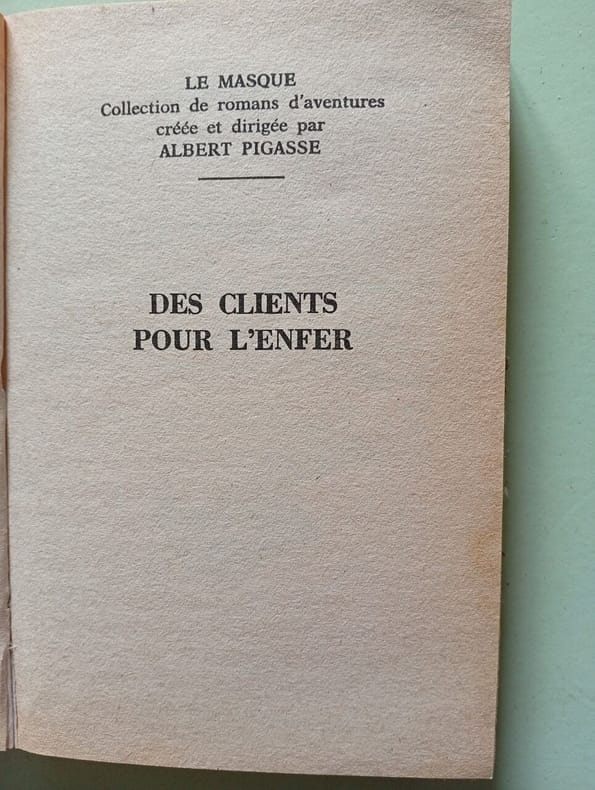 LE MASQUE
Collection de romans d'aventures
créée et dirigée par
ALBERT PIGASSE
DES CLIENTS
POUR L'ENFER